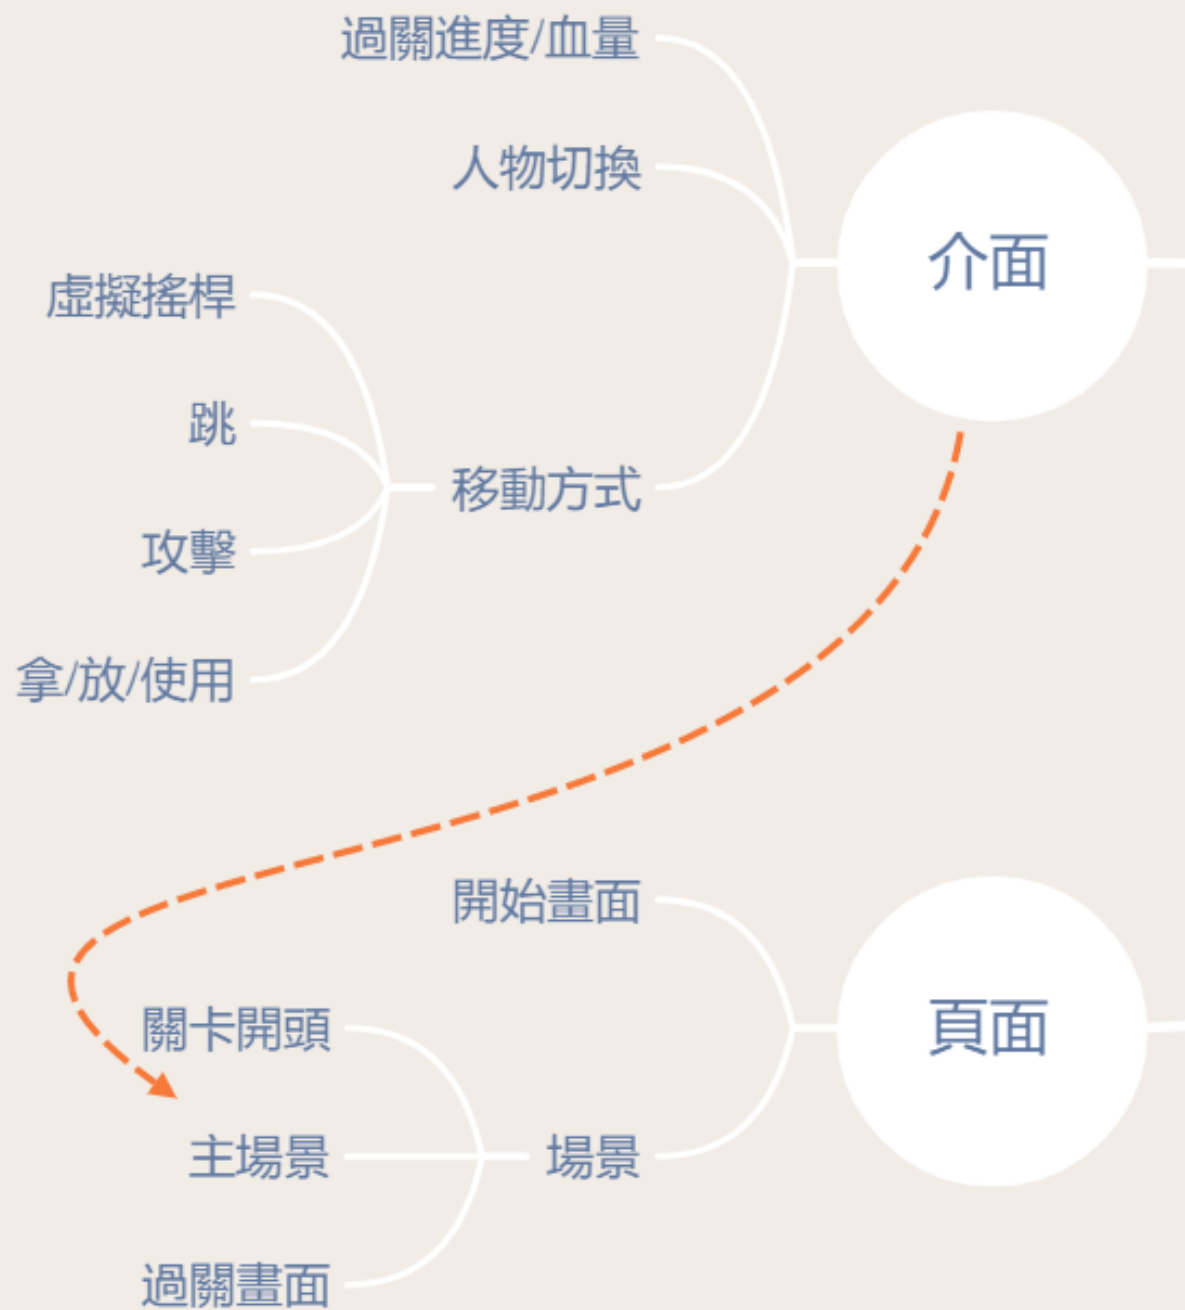 過關進度/血量
人物切換
介面
虛擬搖桿
跳
移動方式
攻擊
拿/放/使用
開始畫面
頁面
關卡開頭
主場景
場景
過關畫面